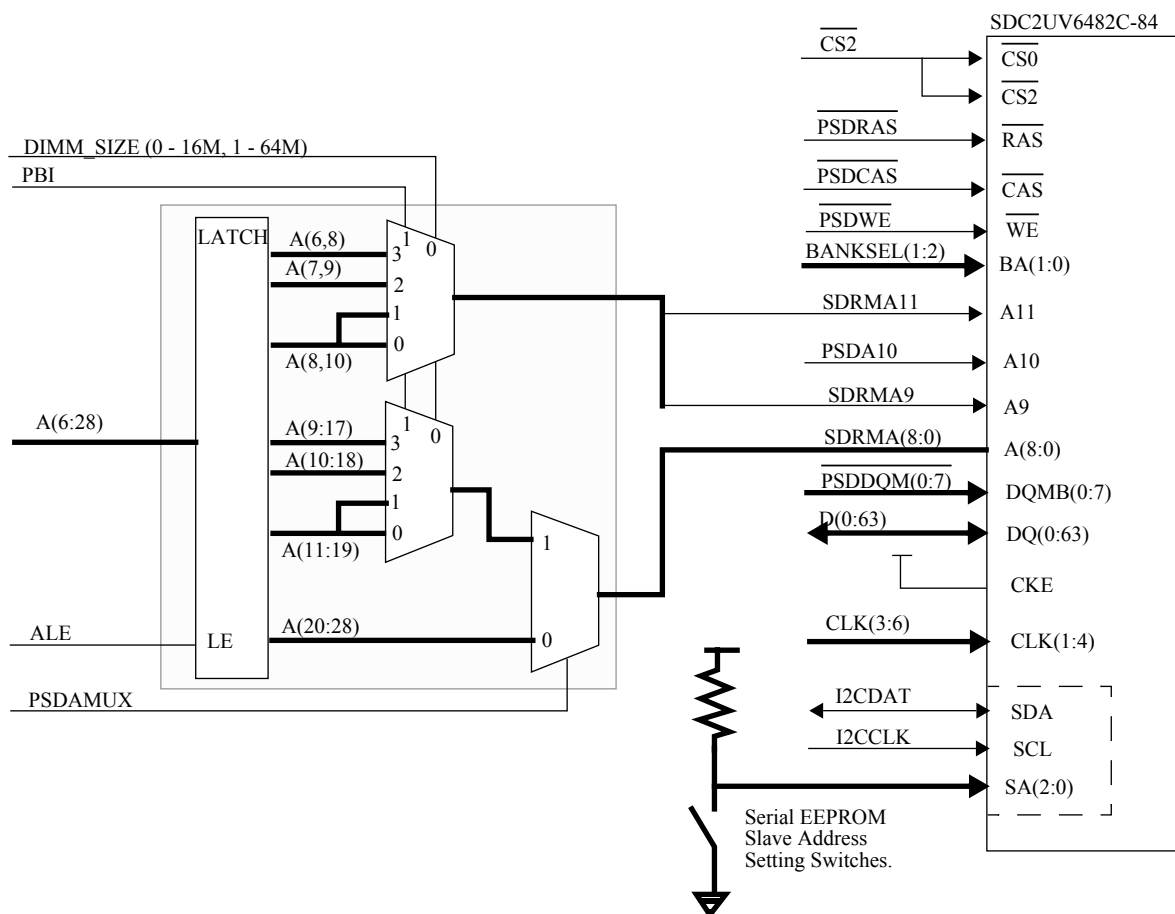 SDC2UV6482C-84
CS2
CS0
CS2
PSDRAS
RAS
DIMM_SIZE (0 - 16M, 1 - 64M)
PBI
PSDCAS
CAS
PSDWE
WE
LATCH
A(6,8)
A(7,9)
A(8,10)
1
0
3
2
1
0
BANKSEL(1:2)
BA(1:0)
SDRMA11
A11
PSDA10
A10
SDRMA9
A9
A(6:28)
A(9:17)
A(10:18)
A(11:19)
1
0
3
2
1
0
SDRMA(8:0)
A(8:0)
PSDDQM(0:7)
DQMB(0:7)
D(0:63)
DQ(0:63)
1
0
CKE
ALE
LE
A(20:28)
CLK(3:6)
CLK(1:4)
PSDAMUX
I2CDAT
SDA
I2CCLK
SCL
SA(2:0)
Serial EEPROM
Slave Address
Setting Switches.